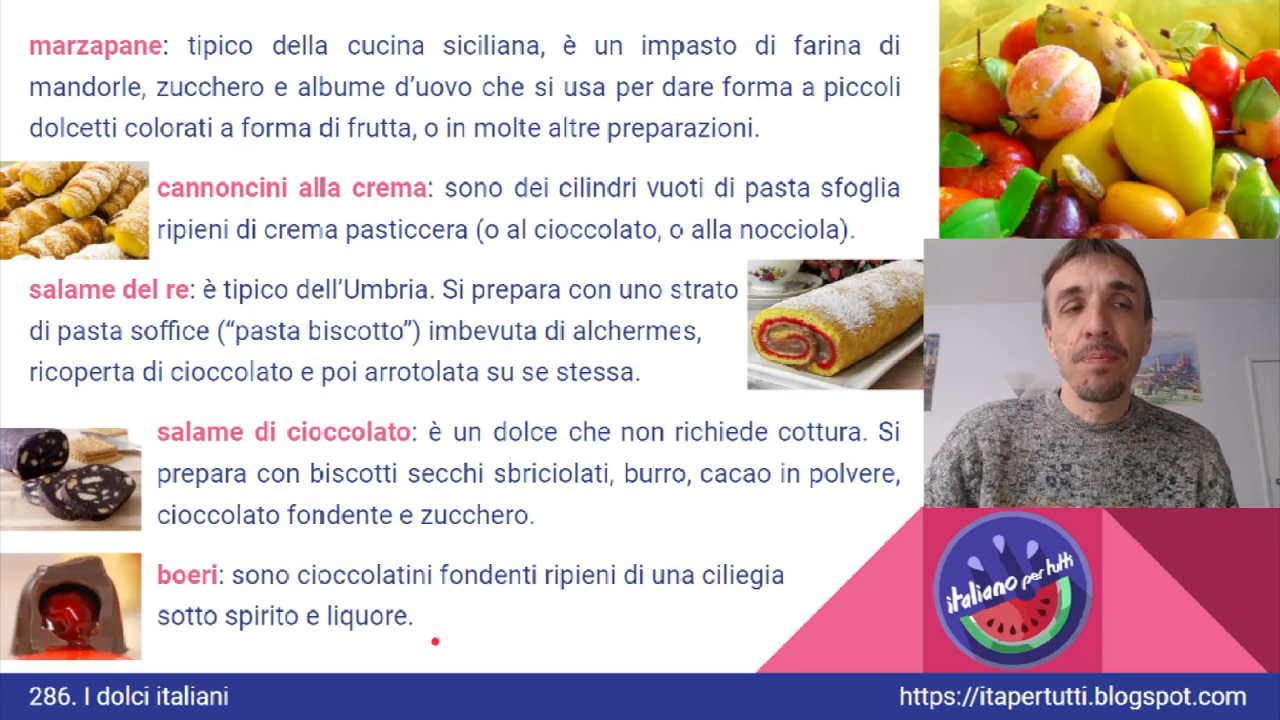 marzapane: tipico della cucina siciliana, è un impasto di farina di
mandorle, zucchero e albume d’uovo che si usa per dare forma a piccoli
dolcetti colorati a forma di frutta, o in molte altre preparazioni.
cannoncini alla crema: sono dei cilindri vuoti di pasta sfoglia
ripieni di crema pasticcera (o al cioccolato, o alla nocciola).
salame del re: è tipico dell’Umbria. Si prepara con uno strato
di pasta soffice (“pasta biscotto”) imbevuta di alchermes,
ricoperta di cioccolato e poi arrotolata su se stessa.
salame di cioccolato: è un dolce che non richiede cottura. Si
prepara con biscotti secchi sbriciolati, burro, cacao in polvere,
cioccolato fondente e zucchero.
boeri: sono cioccolatini fondenti ripieni di una ciliegia
sotto spirito e liquore.
italiano per tutti
286. I dolci italiani
https://itapertutti.blogspot.com